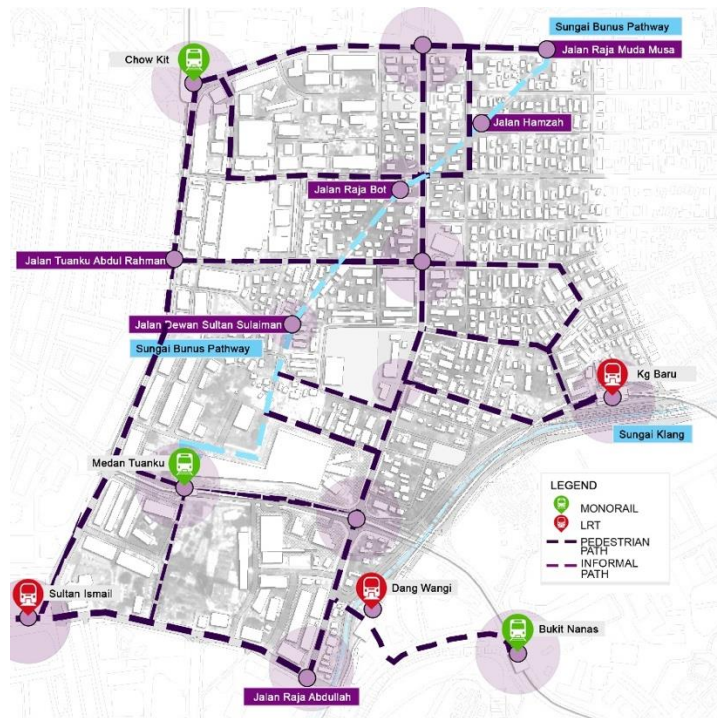 Sungai Bunus Pathway
Jalan Raja Muda Musa
Chow Kit
Jalan Hamzah
Jalan Raja Bot
Jalan Tuanku Abdul Rahman
Jalan Dewan Sultan Sulaiman
Sungai Bunus Pathway
Kg Baru
Sungai Klang
Medan Tuanku
LEGEND
MONORAIL
LRT
PEDESTRIAN
PATH
INFORMAL
PATH
Sultan Ismail
Dang Wangi
Bukit Nanas
Jalan Raja Abdullah